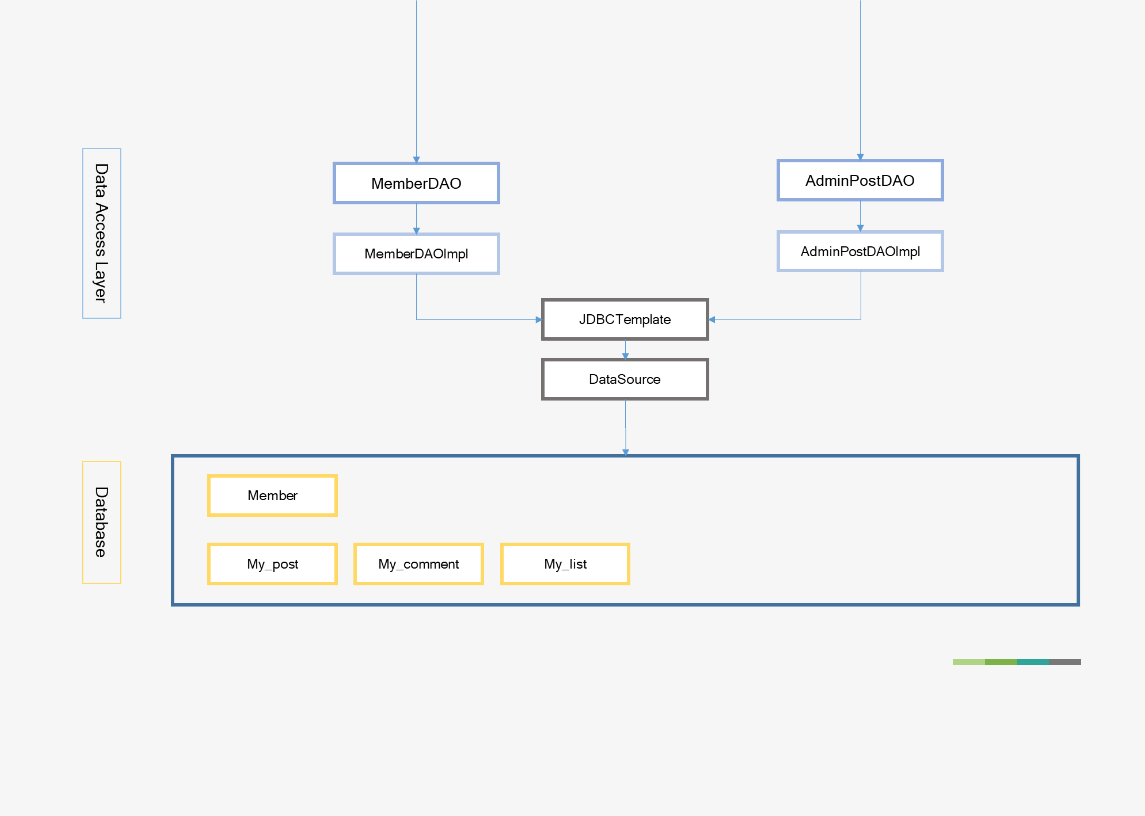 Data Access Layer
MemberDAO
AdminPostDAO
MemberDAOImpl
AdminPostDAOImpl
JDBCTemplate
DataSource
Database
Member
My_post
My_comment
My_list